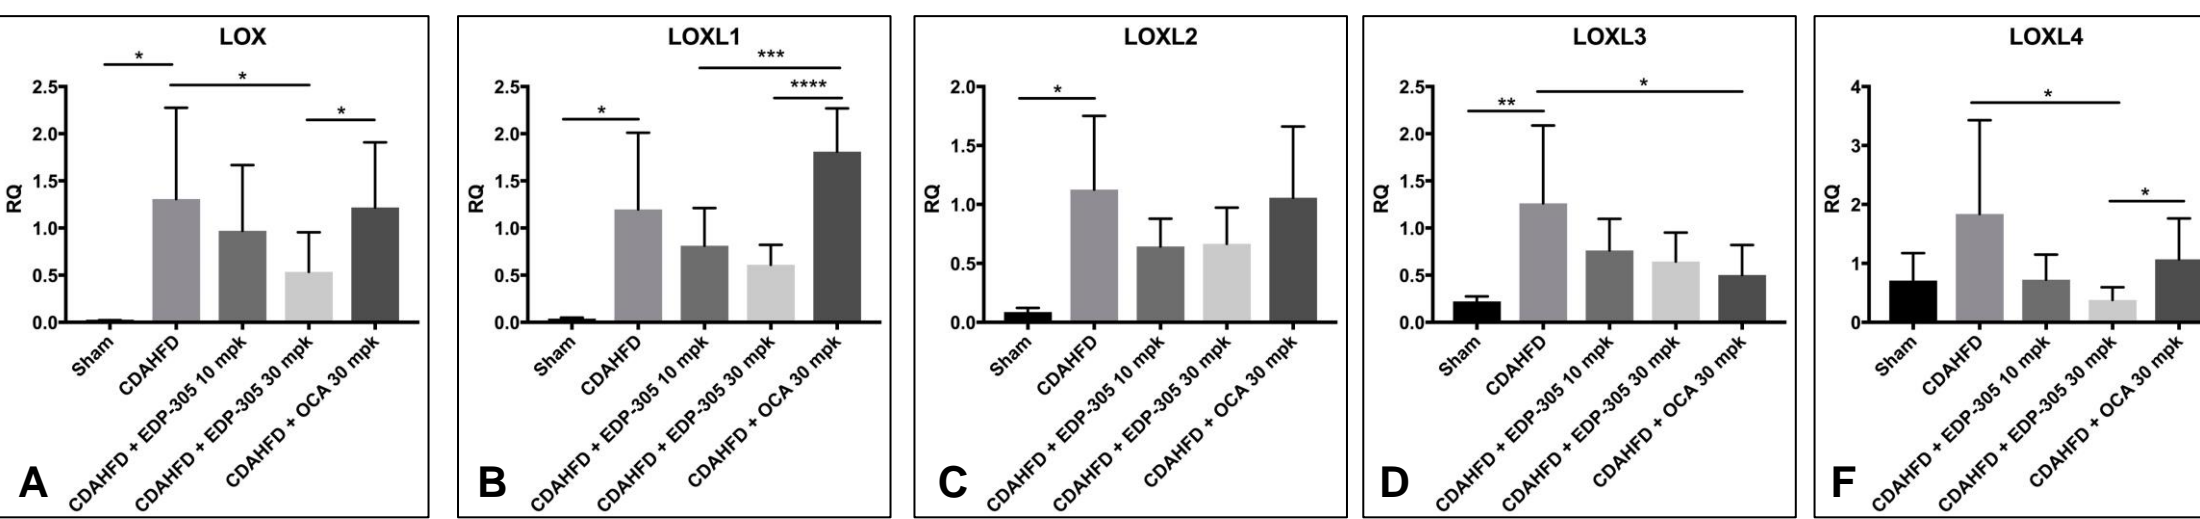 LOX
*
*
*
2.5
2.0
1.5
1.0
0.5
0.0
RQ
Sham
CDAHFD
CDAHFD + EDP-305 10 mpk
CDAHFD + EDP-305 30 mpk
CDAHFD + OCA 30 mpk
A
LOXL1
***
****
*
2.5
2.0
1.5
1.0
0.5
0.0
RQ
Sham
CDAHFD
CDAHFD + EDP-305 10 mpk
CDAHFD + EDP-305 30 mpk
CDAHFD + OCA 30 mpk
B
LOXL2
*
2.0
1.5
1.0
0.5
0.0
RQ
Sham
CDAHFD
CDAHFD + EDP-305 10 mpk
CDAHFD + EDP-305 30 mpk
CDAHFD + OCA 30 mpk
C
LOXL3
*
**
2.5
2.0
1.5
1.0
0.5
0.0
RQ
Sham
CDAHFD
CDAHFD + EDP-305 10 mpk
CDAHFD + EDP-305 30 mpk
CDAHFD + OCA 30 mpk
D
LOXL4
*
*
4
3
2
1
0
RQ
Sham
CDAHFD
CDAHFD + EDP-305 10 mpk
CDAHFD + EDP-305 30 mpk
CDAHFD + OCA 30 mpk
F